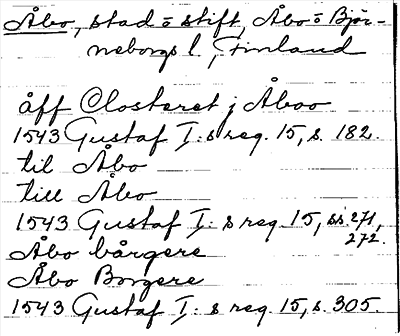 Åbo, stad o stift, Åbo o Björ-
neborgs l., Finland
åff Closteret j Åboo
1543 Gustaf I:s reg. 15, s. 182.
til Åbo
till Åbo
1543 Gustaf I:s reg. 15, ss. 271,
272.
Åbo bårgere
Åbo Borgere
1543 Gustaf I:s reg. 15, s. 305.